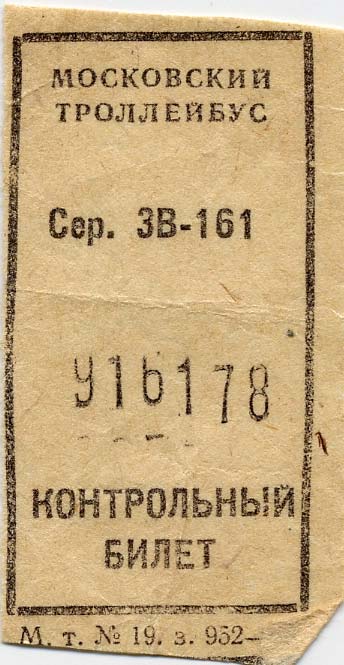 МОСКОВСКИЙ
ТРОЛЛЕЙБУС
Сер. ЗВ-161
916178
КОНТРОЛЬНЫЙ
БИЛЕТ
М. т. № 19. з. 952–